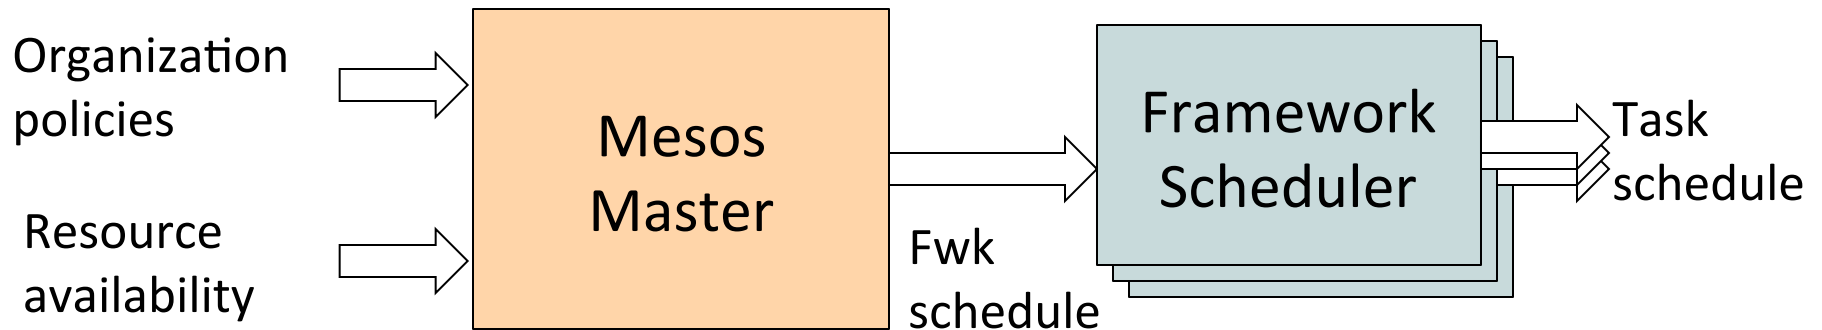 Organization
policies
Resource
availability
Mesos
Master
Fwk
schedule
Framework
Scheduler
Task
schedule